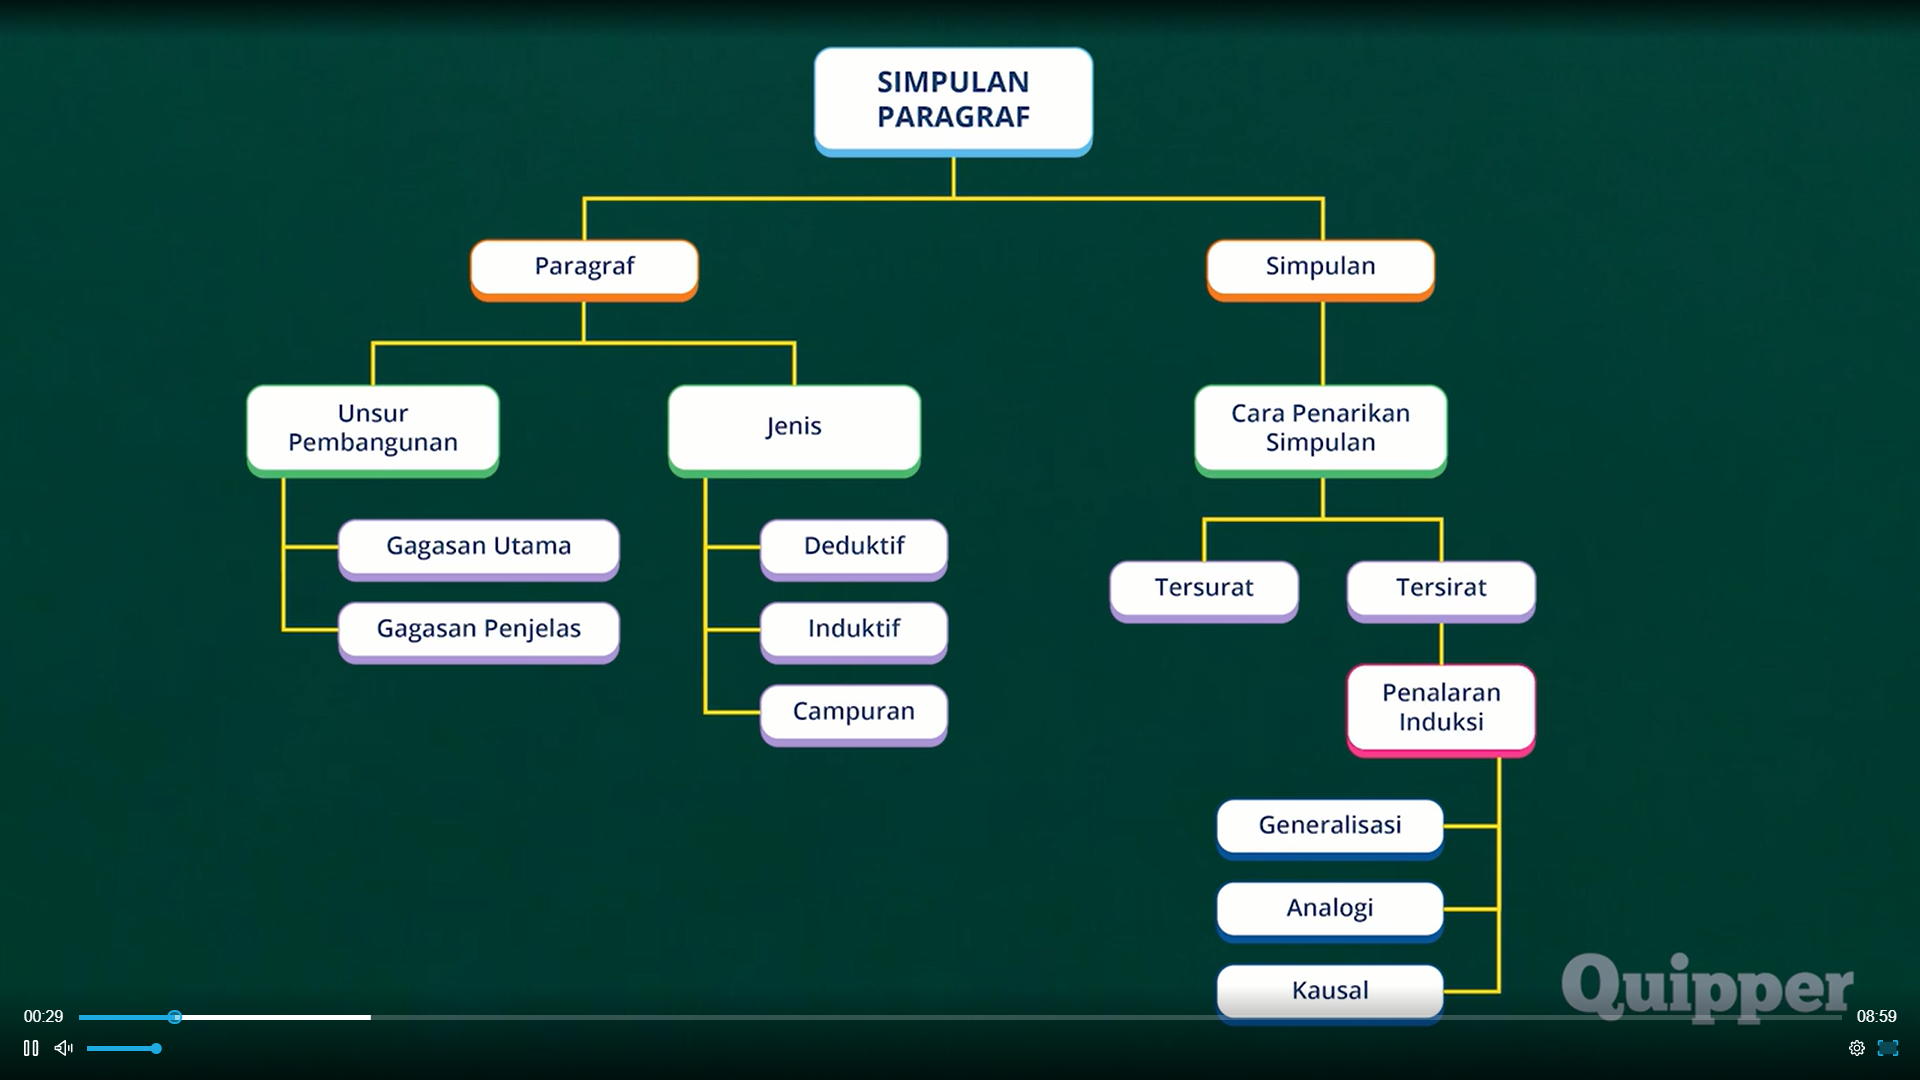 SIMPULAN
PARAGRAF
Paragraf
Simpulan
Unsur
Pembangunan
Jenis
Cara Penarikan
Simpulan
Gagasan Utama
Gagasan Penjelas
Deduktif
Induktif
Campuran
Tersurat
Tersirat
Penalaran
Induksi
Generalisasi
Analogi
Kausal
Quipper
00:29
08:59